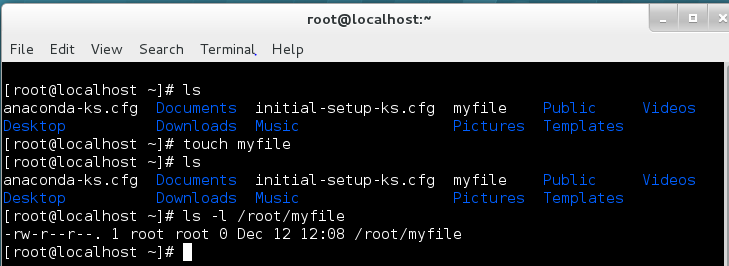 root@localhost:~
File Edit View Search Terminal Help
[root@localhost ~]# ls
anaconda-ks.cfg  Documents  initial-setup-ks.cfg  myfile    Public     Videos
Desktop          Downloads  Music                 Pictures  Templates
[root@localhost ~]# touch myfile
[root@localhost ~]# ls
anaconda-ks.cfg  Documents  initial-setup-ks.cfg  myfile    Public     Videos
Desktop          Downloads  Music                 Pictures  Templates
[root@localhost ~]# ls -l /root/myfile
-rw-r--r--. 1 root root 0 Dec 12 12:08 /root/myfile
[root@localhost ~]#